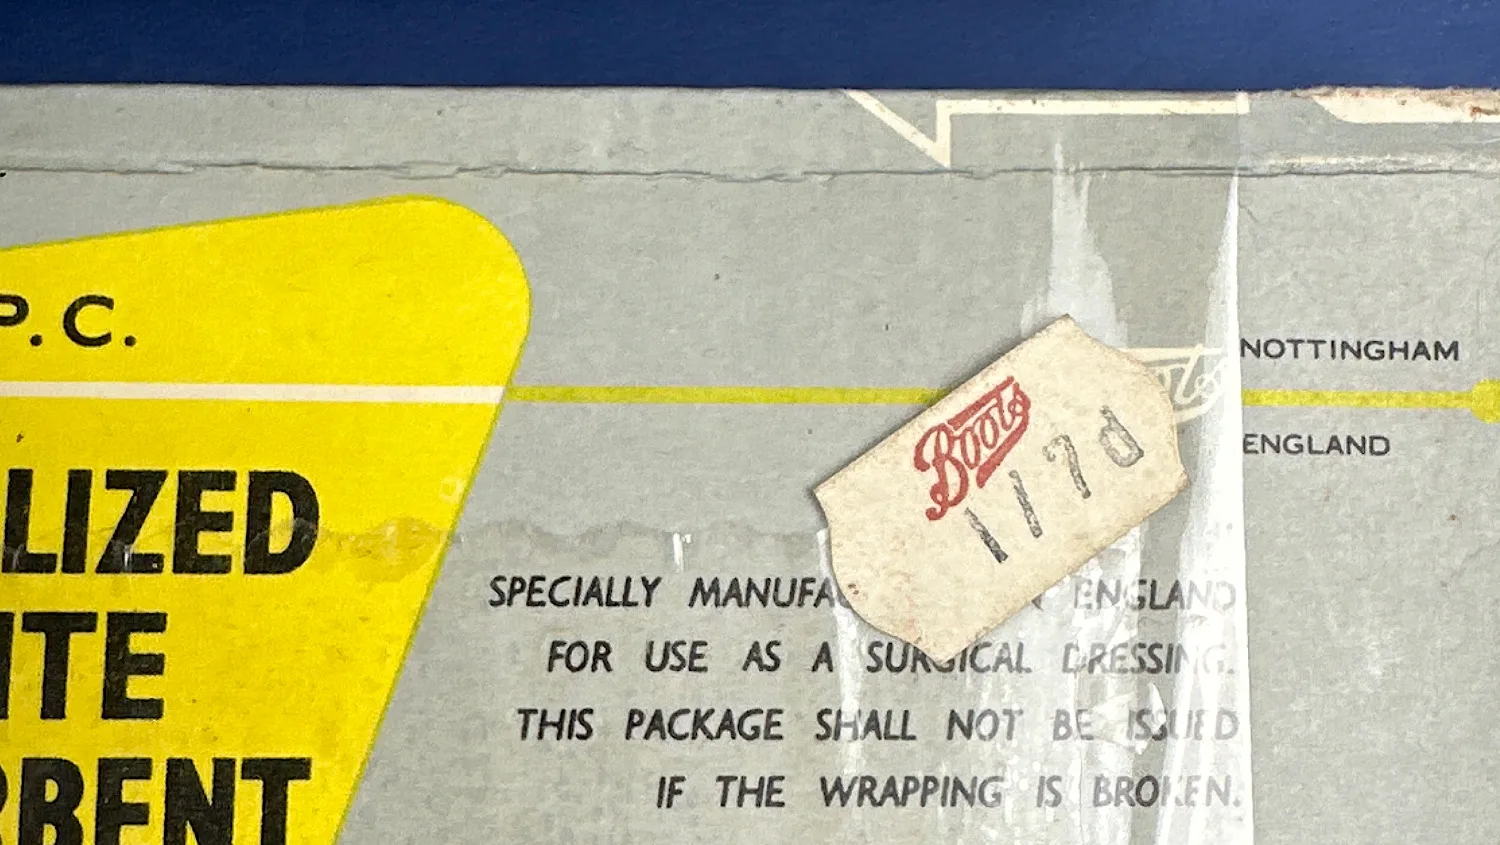 P.C.
LIZED
ITE
RBENT
NOTTINGHAM
ENGLAND
Boots
1/7d
SPECIALLY MANUFA ENGLAND
FOR USE AS A SURGICAL DRESSING.
THIS PACKAGE SHALL NOT BE ISSUED
IF THE WRAPPING IS BROKEN.